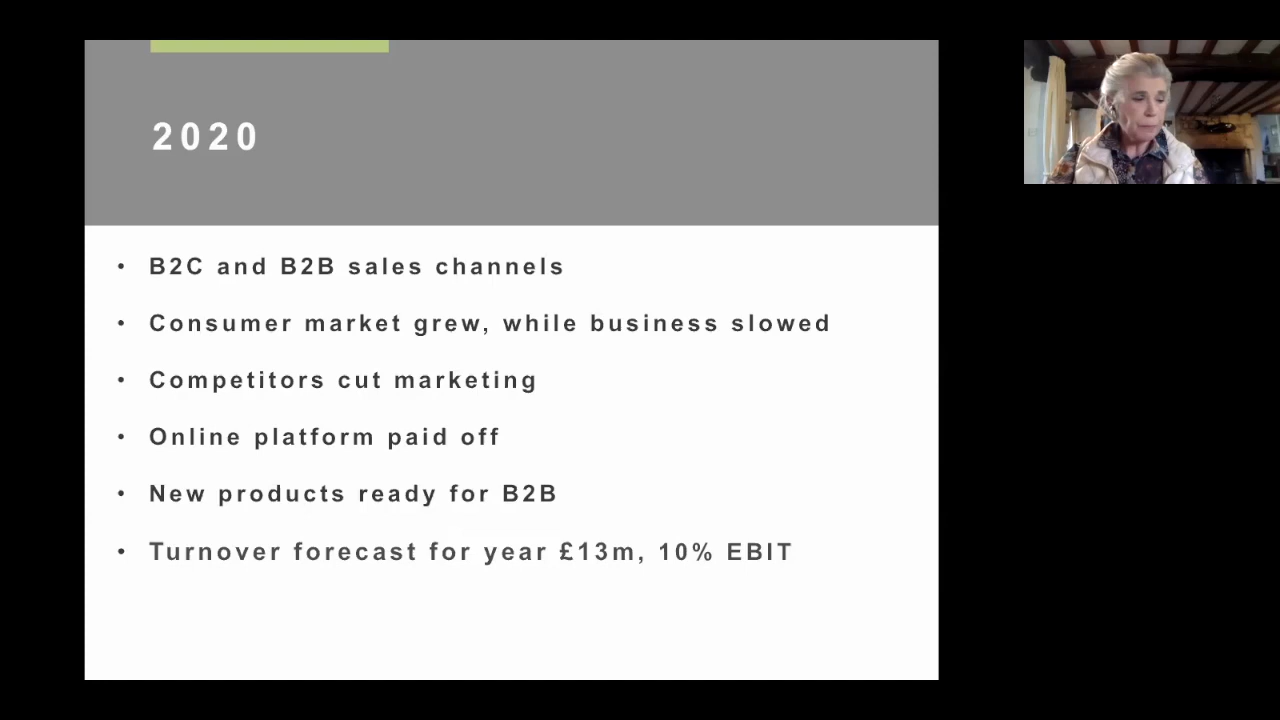 2020
• B2C and B2B sales channels
• Consumer market grew, while business slowed
• Competitors cut marketing
• Online platform paid off
• New products ready for B2B
• Turnover forecast for year £13m, 10% EBIT